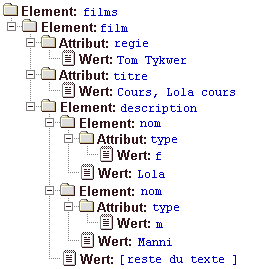 Element: films
Element: film
Attribut: regie
Wert: Tom Tykwer
Attribut: titre
Wert: Cours, Lola cours
Element: description
Element: nom
Attribut: type
Wert: f
Wert: Lola
Element: nom
Attribut: type
Wert: m
Wert: Manni
Wert: [reste du texte ]